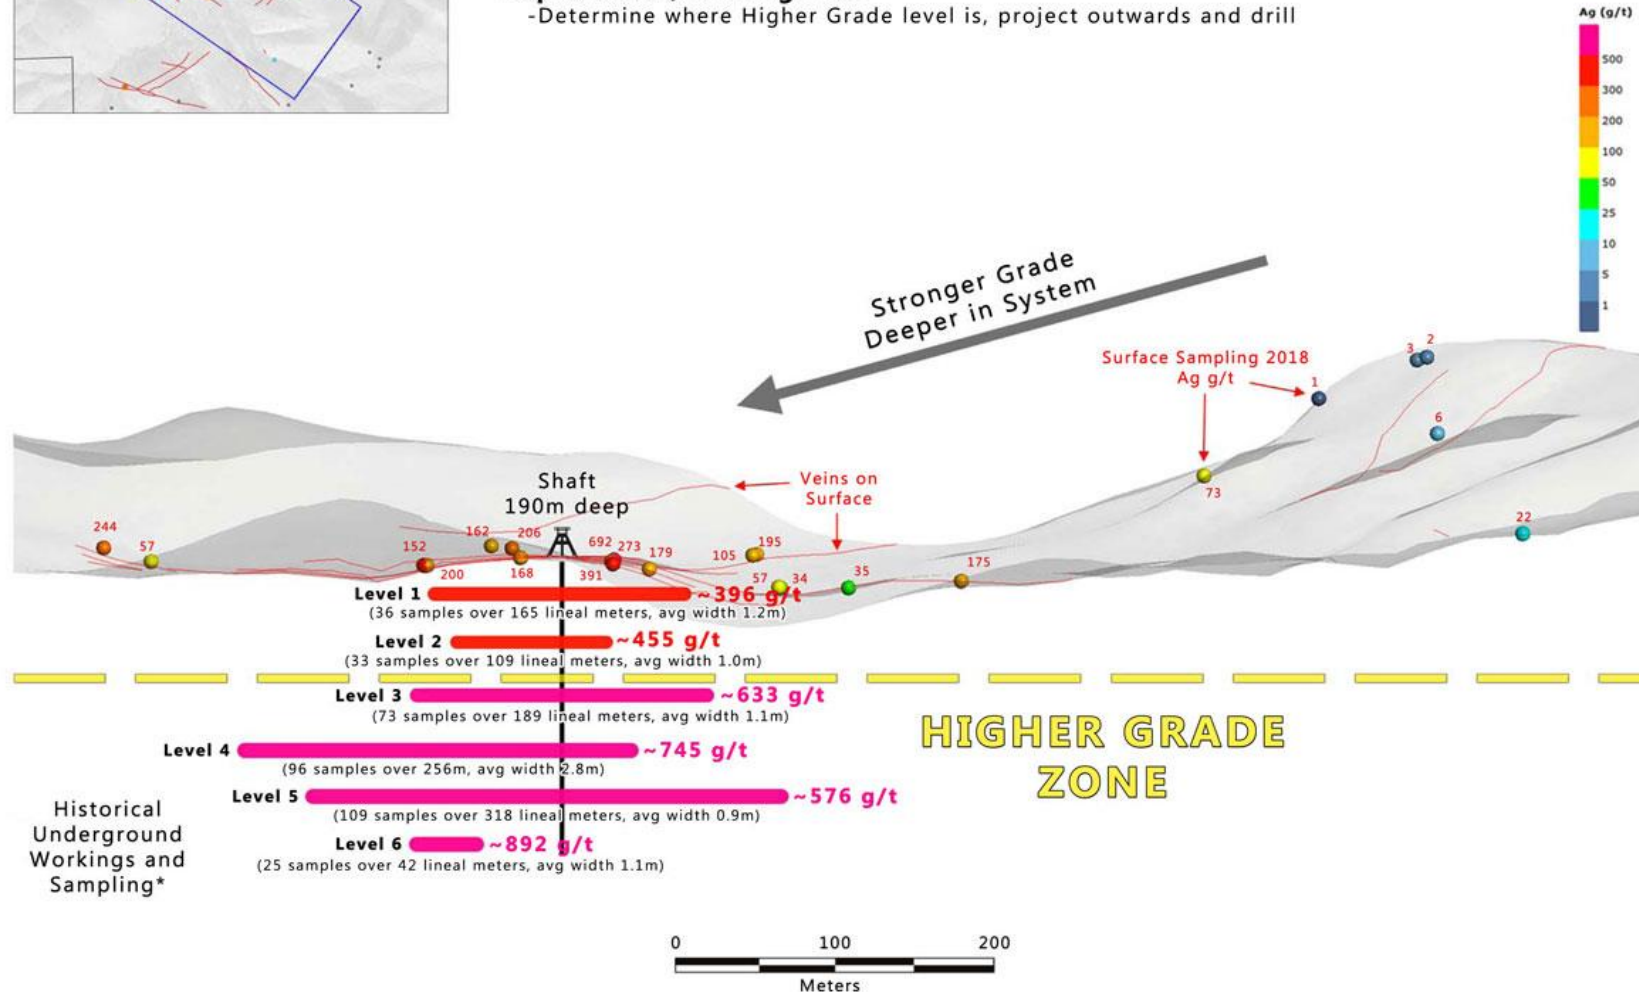 -Determine where Higher Grade level is, project outwards and drill
Ag (g/t)
500
300
200
100
50
25
10
5
1
Stronger Grade
Deeper in System
Surface Sampling 2018
Ag g/t
1
3
2
6
73
22
Veins on
Surface
Shaft
190m deep
244
57
162
206
152
200
168
692
273
391
179
105
195
57
34
35
175
Level 1
~396 g/t
(36 samples over 165 lineal meters, avg width 1.2m)
Level 2
~455 g/t
(33 samples over 109 lineal meters, avg width 1.0m)
Level 3
~633 g/t
(73 samples over 189 lineal meters, avg width 1.1m)
HIGHER GRADE
ZONE
Level 4
~745 g/t
(96 samples over 256m, avg width 2.8m)
Level 5
~576 g/t
(109 samples over 318 lineal meters, avg width 0.9m)
Level 6
~892 g/t
(25 samples over 42 lineal meters, avg width 1.1m)
Historical
Underground
Workings and
Sampling*
0
100
200
Meters